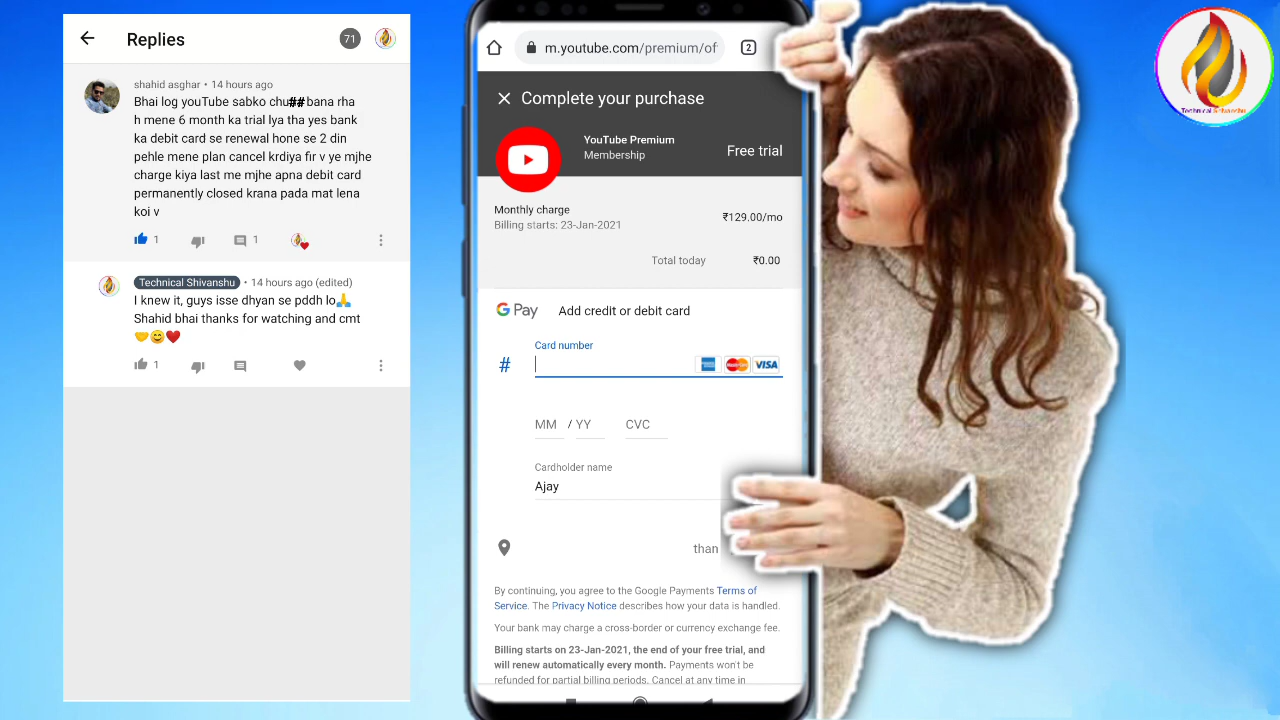 Replies
71
shahid asghar • 14 hours ago
Bhai log youTube sabko chu## bana rha
h mene 6 month ka trial lya tha yes bank
ka debit card se renewal hone se 2 din
pehle mene plan cancel krdiya fir v ye mjhe
charge kiya last me mjhe apna debit card
permanently closed krana pada mat lena
koi v
1
1
Technical Shivanshu • 14 hours ago (edited)
I knew it, guys isse dhyan se pddh lo🙏
Shahid bhai thanks for watching and cmt
🤝😊❤️
1
m.youtube.com/premium/of
2
Complete your purchase
YouTube Premium
Membership
Free trial
Monthly charge
₹129.00/mo
Billing starts: 23-Jan-2021
Total today
₹0.00
G Pay
Add credit or debit card
Card number
#
VISA
MM / YY
CVC
Cardholder name
Ajay
than
By continuing, you agree to the Google Payments Terms of
Service. The Privacy Notice describes how your data is handled.
Your bank may charge a cross-border or currency exchange fee.
Billing starts on 23-Jan-2021, the end of your free trial, and
will renew automatically every month. Payments won't be
refunded for partial billing periods. Cancel at any time in
Technical Shivanshu